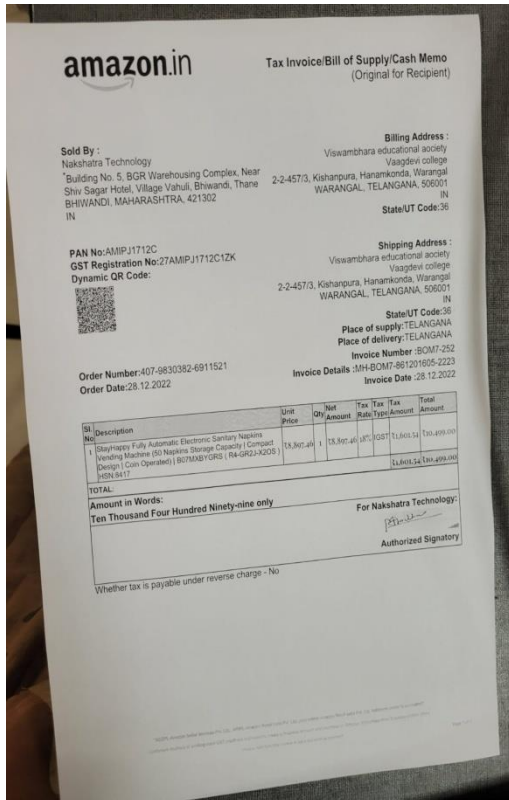 amazon.in
Tax Invoice/Bill of Supply/Cash Memo
(Original for Recipient)
Sold By :
Nakshatra Technology
*Building No. 5, BGR Warehousing Complex, Near
Shiv Sagar Hotel, Village Vahuli, Bhiwandi, Thane
BHIWANDI, MAHARASHTRA, 421302
IN
Billing Address :
Viswambhara educational aociety
Vaagdevi college
2-2-457/3, Kishanpura, Hanamkonda, Warangal
WARANGAL, TELANGANA, 506001
IN
State/UT Code:36
PAN No:AMIPJ1712C
GST Registration No:27AMIPJ1712C1ZK
Dynamic QR Code:
Shipping Address :
Viswambhara educational aociety
Vaagdevi college
2-2-457/3, Kishanpura, Hanamkonda, Warangal
WARANGAL, TELANGANA, 506001
IN
State/UT Code:36
Place of supply:TELANGANA
Place of delivery:TELANGANA
Order Number:407-9830382-6911521
Order Date:28.12.2022
Invoice Number :BOM7-252
Invoice Details :MH-BOM7-861201605-2223
Invoice Date :28.12.2022
Sl. No Description Unit Price Qty Net Amount Tax Rate Tax Type Tax Amount Total Amount
1 StayHappy Fully Automatic Electronic Sanitary Napkins
Vending Machine (50 Napkins Storage Capacity | Compact
Design | Coin Operated) | B07MXBYGRS ( R4-GR2J-X2OS )
HSN:8417
₹8,897.46 1 ₹8,897.46 18% IGST ₹1,601.54 ₹10,499.00
TOTAL: ₹1,601.54 ₹10,499.00
Amount in Words:
Ten Thousand Four Hundred Ninety-nine only
For Nakshatra Technology:
Authorized Signatory
Whether tax is payable under reverse charge - No